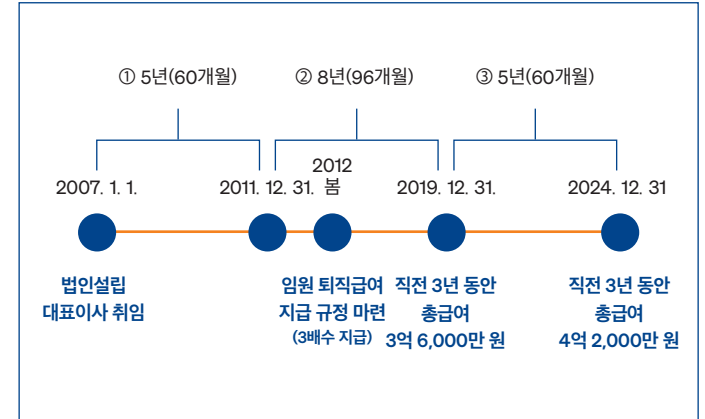 ① 5년(60개월) ② 8년(96개월) ③ 5년(60개월)
2007. 1. 1. 2011. 12. 31. 2012 봄 2019. 12. 31. 2024. 12. 31
법인설립
대표이사 취임
임원 퇴직급여
지급 규정 마련
(3배수 지급)
직전 3년 동안
총급여
3억 6,000만 원
직전 3년 동안
총급여
4억 2,000만 원